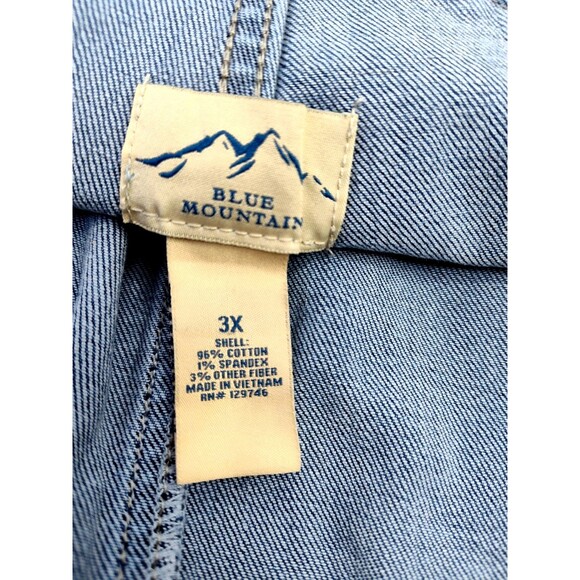 BLUE
MOUNTAIN
3X
SHELL:
96% COTTON
1% SPANDEX
3% OTHER FIBER
MADE IN VIETNAM
RN# 129746